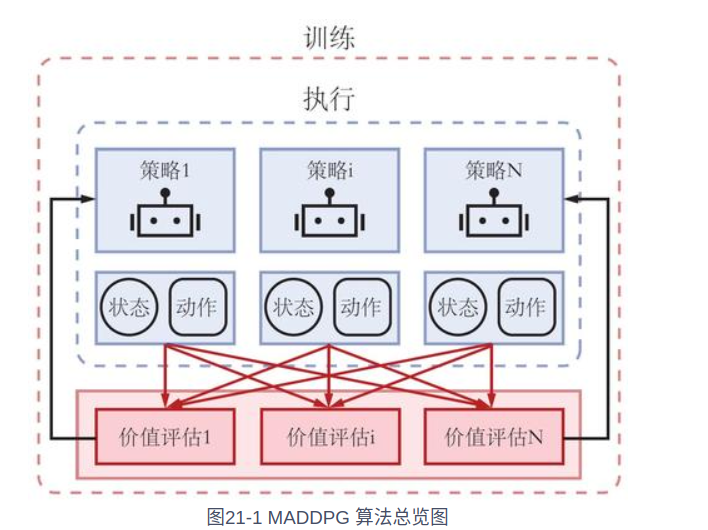 训练
执行
策略1 策略i 策略N
状态 动作 状态 动作 状态 动作
价值评估1 价值评估i 价值评估N
图21-1 MADDPG 算法总览图